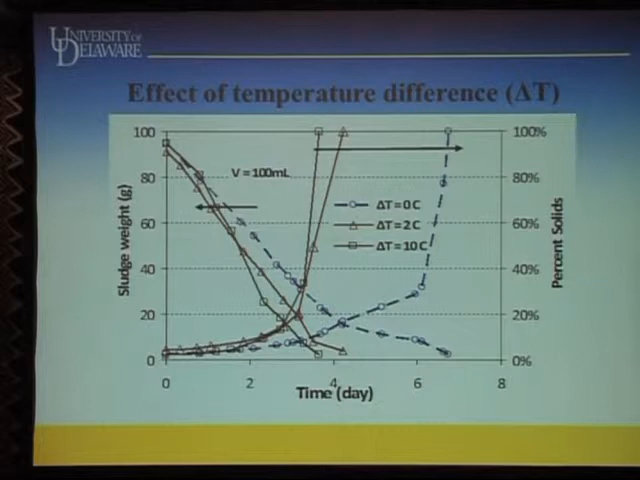 UNIVERSITY OF
DELAWARE
Effect of temperature difference (ΔT)
100
80
60
40
20
0
Sludge weight (g)
V = 100mL
ΔT = 0 C
ΔT = 2 C
ΔT = 10 C
100%
80%
60%
40%
20%
0%
Percent Solids
0
2
4
6
8
Time (day)